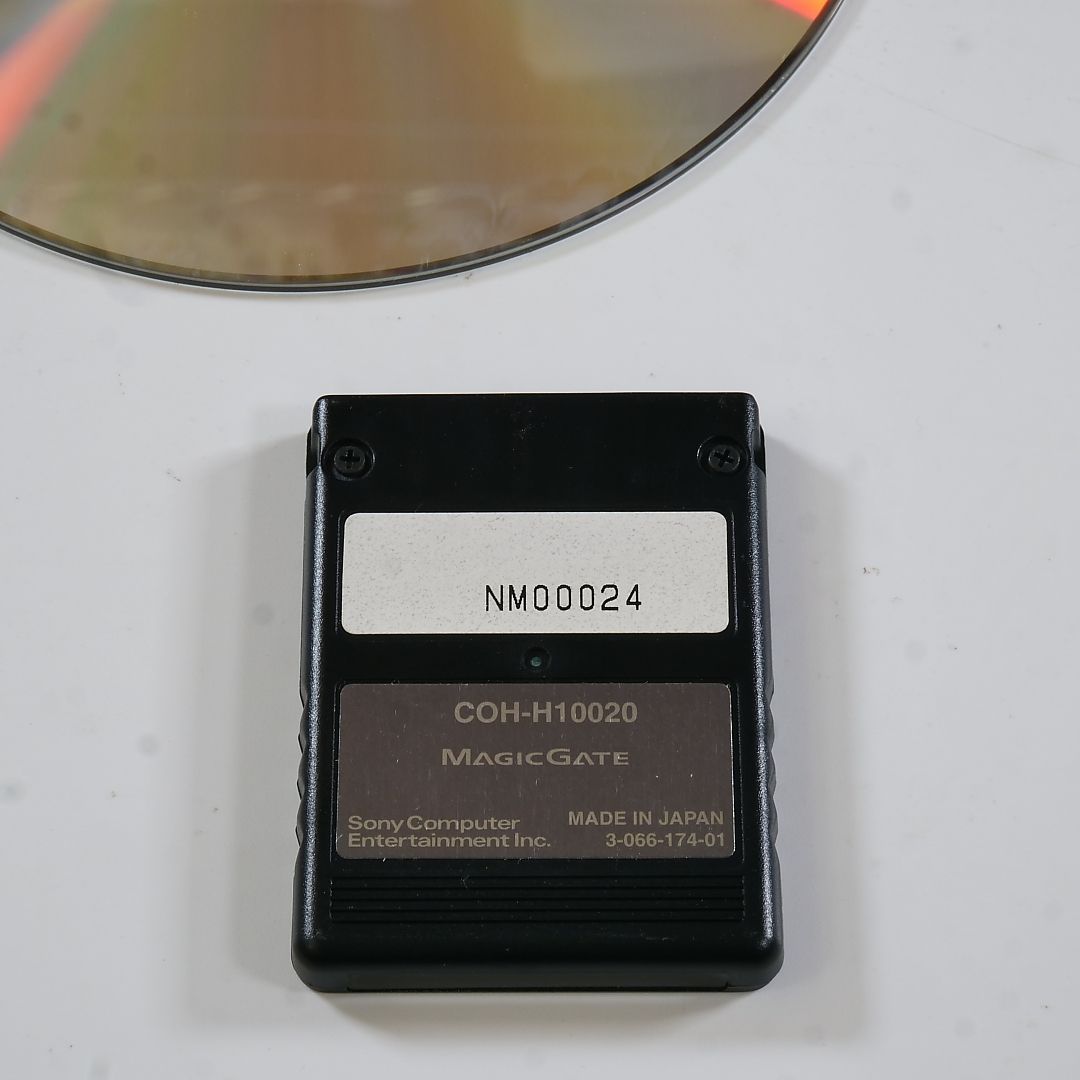 NM00024
COH-H10020
MAGICGATE
Sony Computer
Entertainment Inc.
MADE IN JAPAN
3-066-174-01